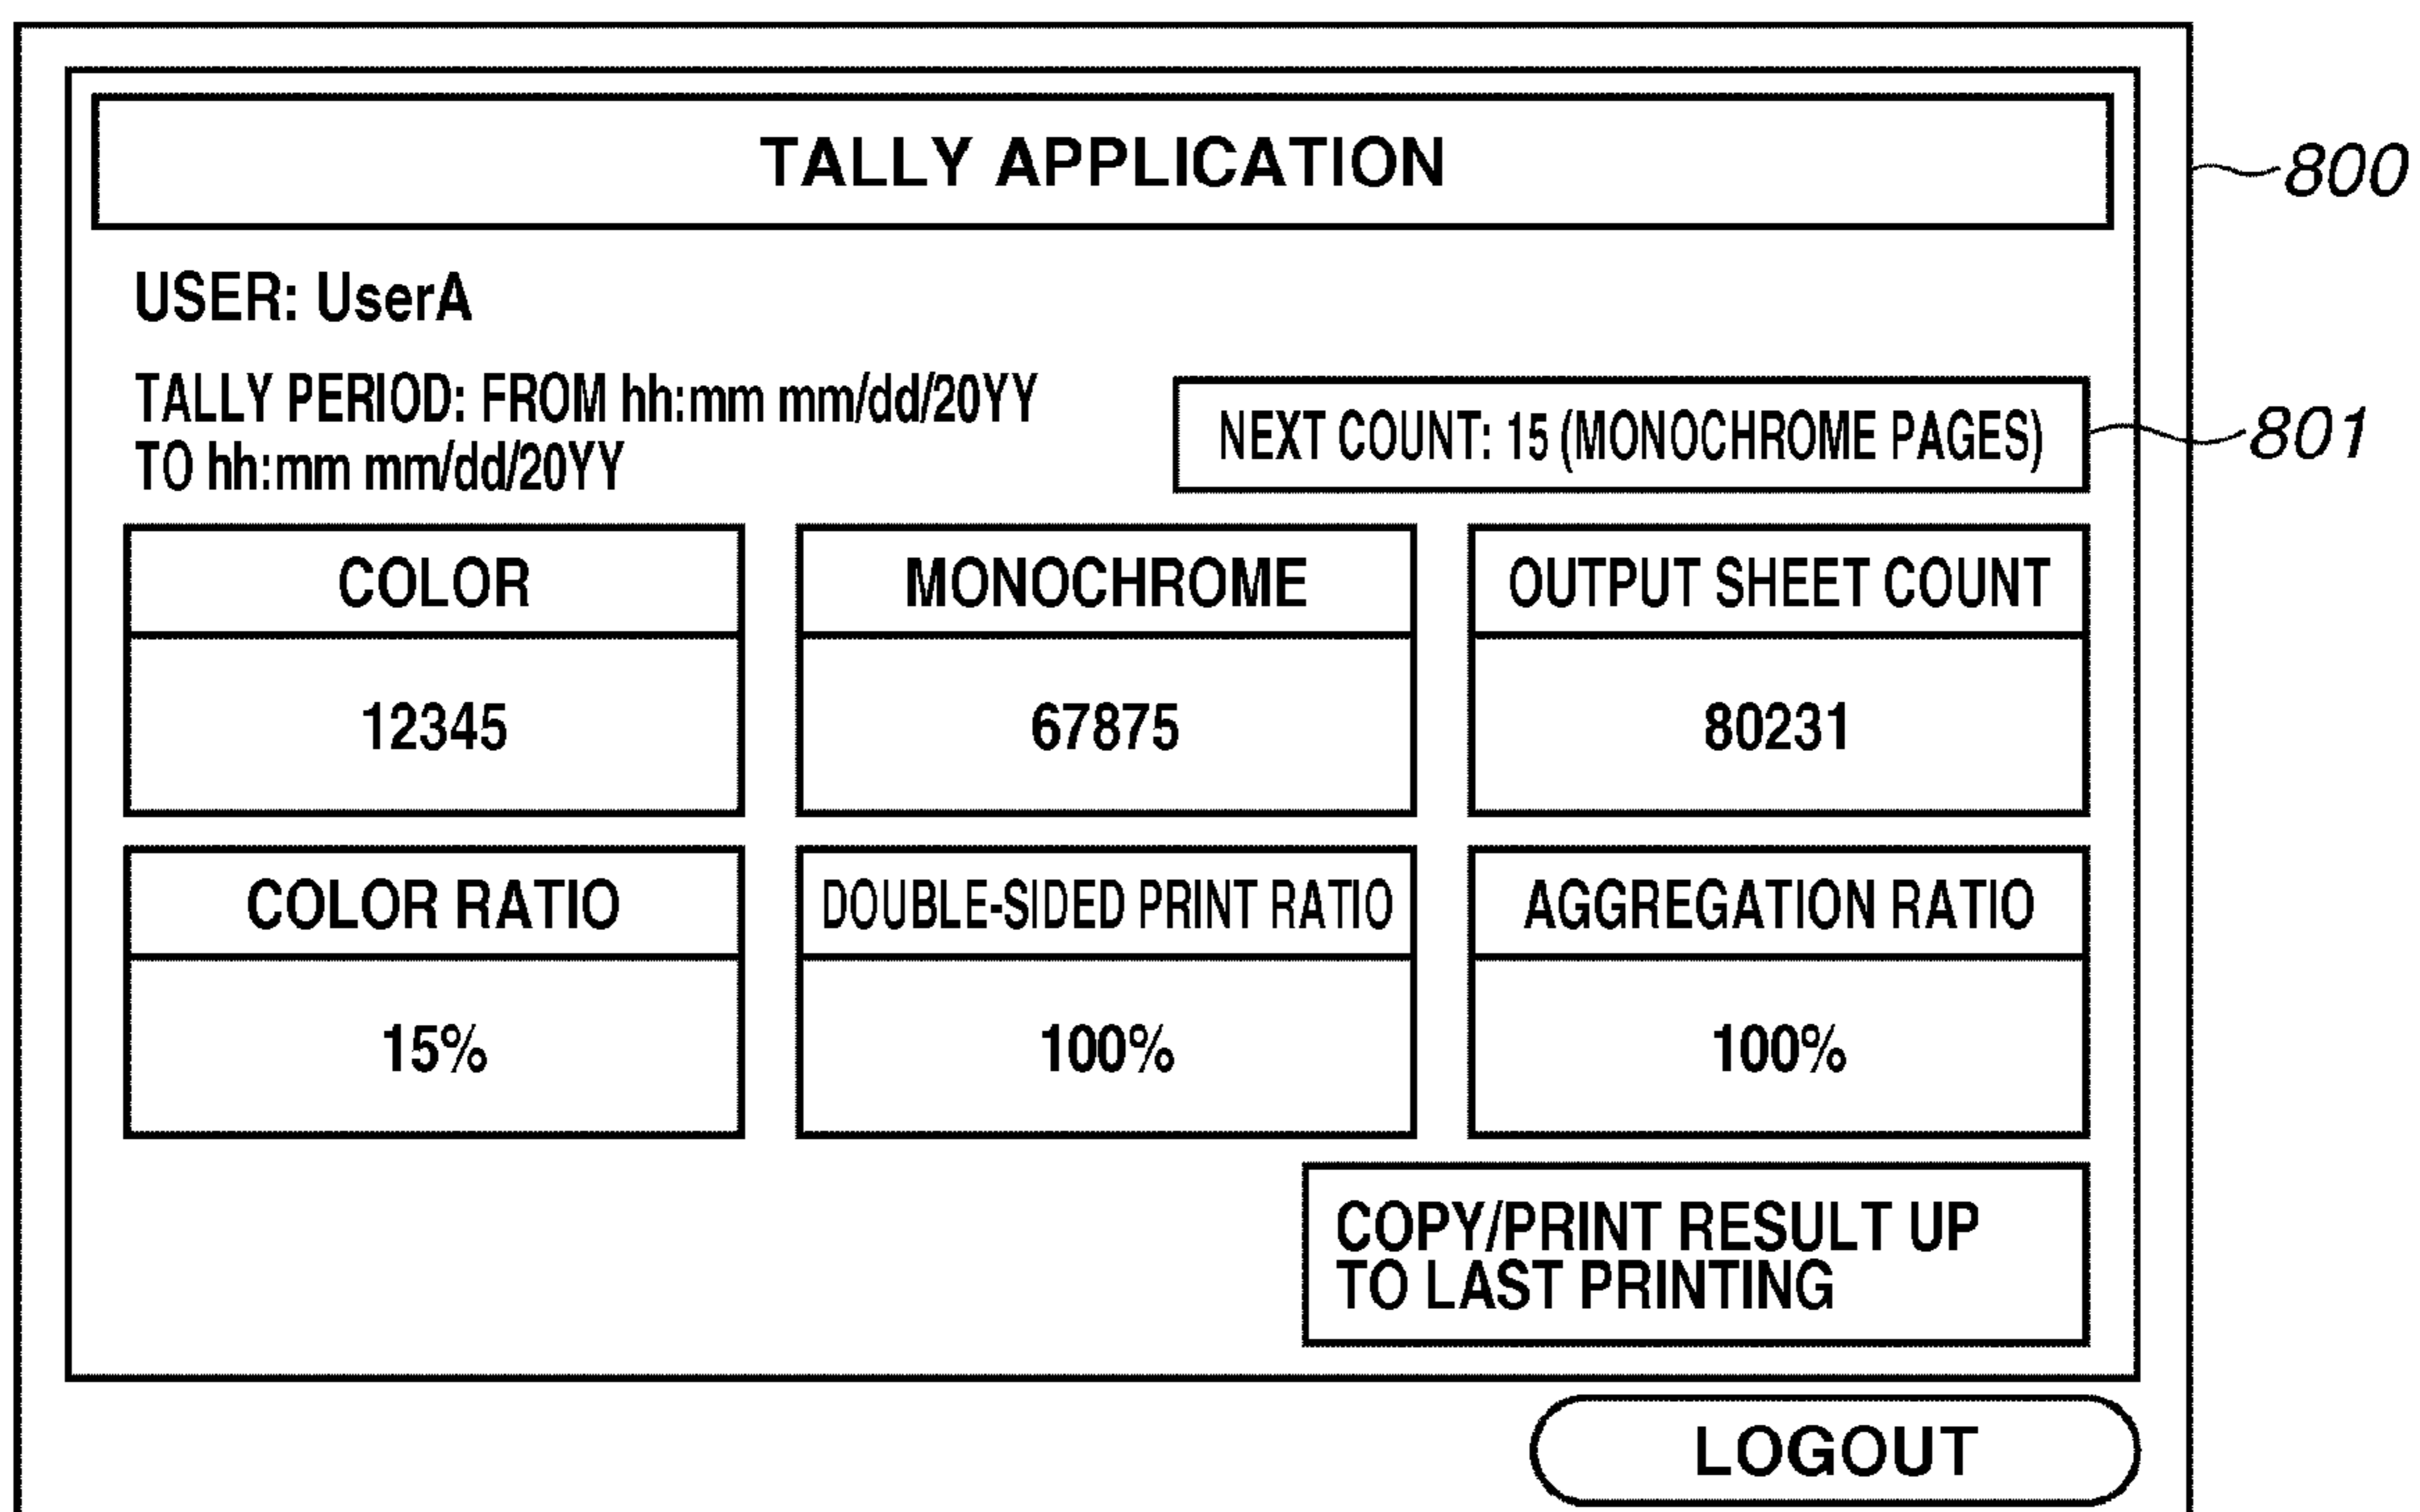 TALLY APPLICATION
800
USER: UserA
TALLY PERIOD: FROM hh:mm mm/dd/20YY
TO hh:mm mm/dd/20YY
NEXT COUNT: 15 (MONOCHROME PAGES)
801
COLOR
MONOCHROME
OUTPUT SHEET COUNT
12345
67875
80231
COLOR RATIO
DOUBLE-SIDED PRINT RATIO
AGGREGATION RATIO
15%
100%
100%
COPY/PRINT RESULT UP
TO LAST PRINTING
LOGOUT